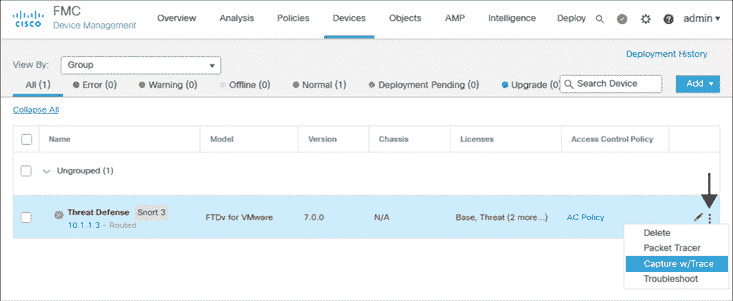 CISCO
FMC
Device Management
Overview Analysis Policies Devices Objects AMP Intelligence Deploy admin
Deployment History
View By: Group
All (1) Error (0) Warning (0) Offline (0) Normal (1) Deployment Pending (0) Upgrade (0) Search Device Add
Collapse All
Name Model Version Chassis Licenses Access Control Policy
Ungrouped (1)
Threat Defense Snort 3
10.1.1.3 – Routed
FTDv for VMware 7.0.0 N/A Base, Threat (2 more...) AC Policy
Delete
Packet Tracer
Capture w/Trace
Troubleshoot